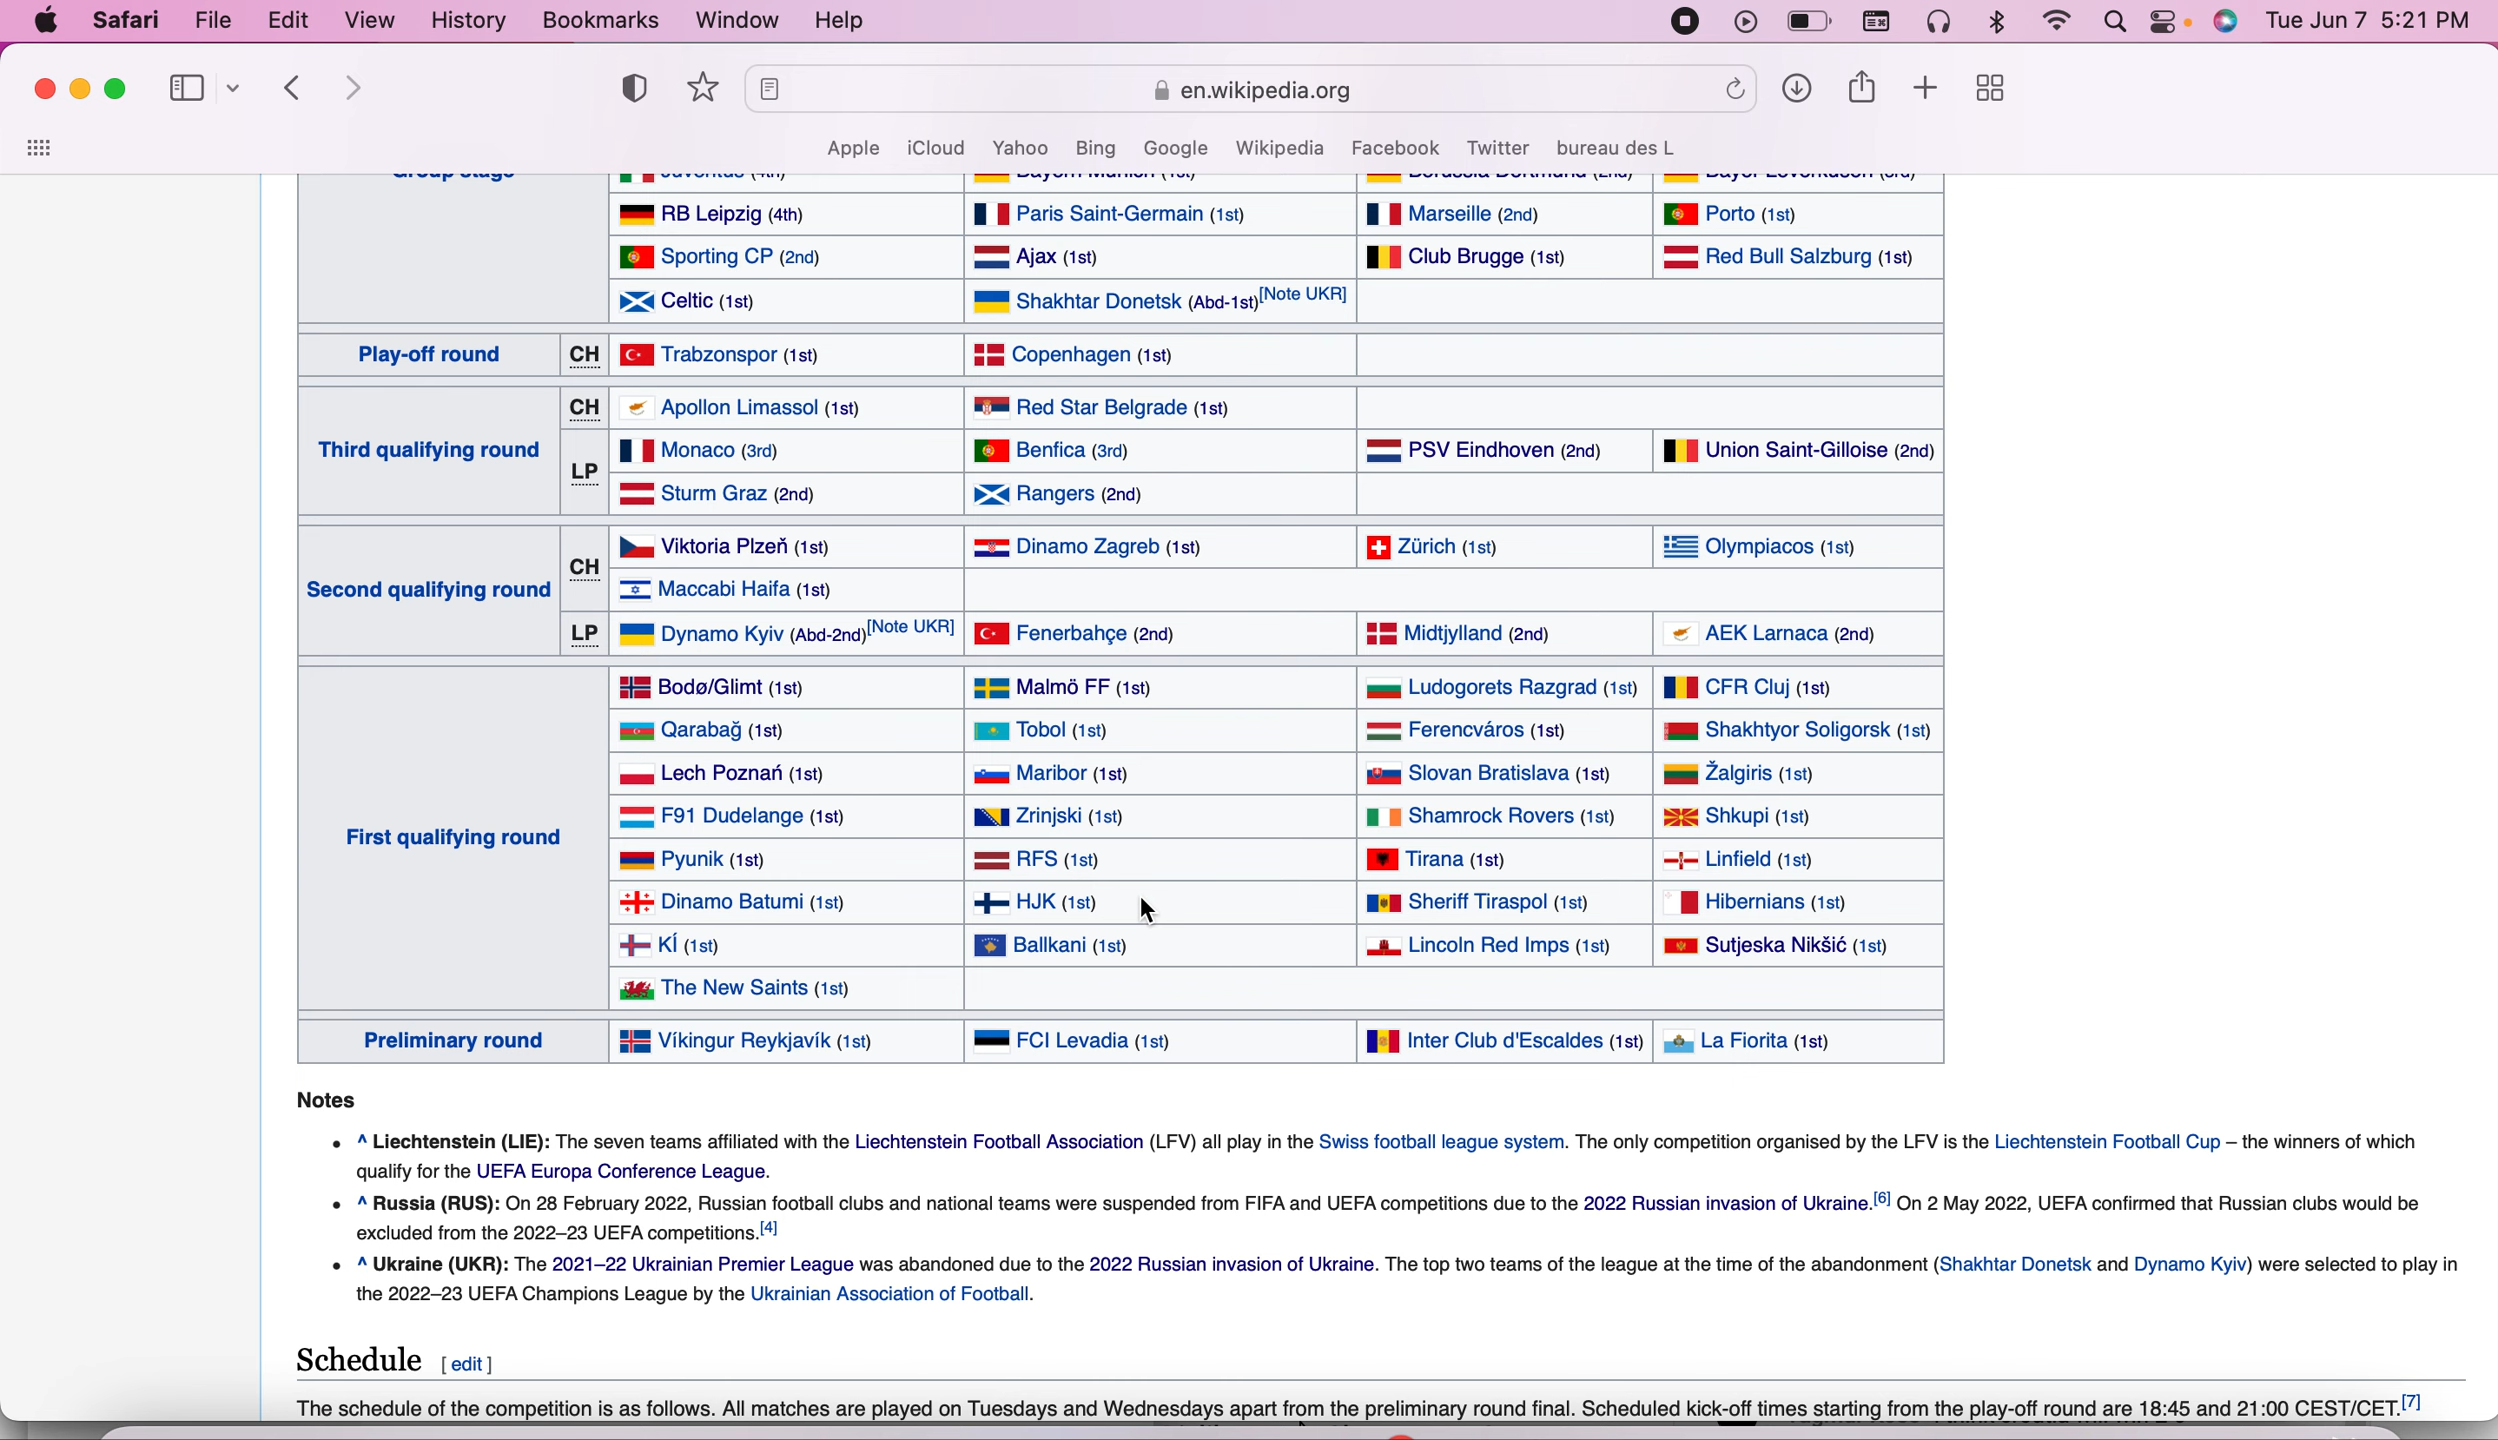 Safari File Edit View History Bookmarks Window Help Tue Jun 7 5:21 PM
en.wikipedia.org
Apple iCloud Yahoo Bing Google Wikipedia Facebook Twitter bureau des L
Group stage Juventus (4th) Bayern Munich (1st) Borussia Dortmund (2nd) Bayer Leverkusen (3rd)
RB Leipzig (4th) Paris Saint-Germain (1st) Marseille (2nd) Porto (1st)
Sporting CP (2nd) Ajax (1st) Club Brugge (1st) Red Bull Salzburg (1st)
Celtic (1st) Shakhtar Donetsk (Abd-1st)[Note UKR]
Play-off round CH Trabzonspor (1st) Copenhagen (1st)
Third qualifying round CH Apollon Limassol (1st) Red Star Belgrade (1st)
LP Monaco (3rd) Benfica (3rd) PSV Eindhoven (2nd) Union Saint-Gilloise (2nd)
Sturm Graz (2nd) Rangers (2nd)
Second qualifying round CH Viktoria Plzeň (1st) Dinamo Zagreb (1st) Zürich (1st) Olympiacos (1st)
Maccabi Haifa (1st)
LP Dynamo Kyiv (Abd-2nd)[Note UKR] Fenerbahçe (2nd) Midtjylland (2nd) AEK Larnaca (2nd)
First qualifying round Bodø/Glimt (1st) Malmö FF (1st) Ludogorets Razgrad (1st) CFR Cluj (1st)
Qarabağ (1st) Tobol (1st) Ferencváros (1st) Shakhtyor Soligorsk (1st)
Lech Poznań (1st) Maribor (1st) Slovan Bratislava (1st) Žalgiris (1st)
F91 Dudelange (1st) Zrinjski (1st) Shamrock Rovers (1st) Shkupi (1st)
Pyunik (1st) RFS (1st) Tirana (1st) Linfield (1st)
Dinamo Batumi (1st) HJK (1st) Sheriff Tiraspol (1st) Hibernians (1st)
KÍ (1st) Ballkani (1st) Lincoln Red Imps (1st) Sutjeska Nikšić (1st)
The New Saints (1st)
Preliminary round Víkingur Reykjavík (1st) FCI Levadia (1st) Inter Club d'Escaldes (1st) La Fiorita (1st)
Notes
• ^ Liechtenstein (LIE): The seven teams affiliated with the Liechtenstein Football Association (LFV) all play in the Swiss football league system. The only competition organised by the LFV is the Liechtenstein Football Cup – the winners of which
qualify for the UEFA Europa Conference League.
• ^ Russia (RUS): On 28 February 2022, Russian football clubs and national teams were suspended from FIFA and UEFA competitions due to the 2022 Russian invasion of Ukraine.[6] On 2 May 2022, UEFA confirmed that Russian clubs would be
excluded from the 2022–23 UEFA competitions.[4]
• ^ Ukraine (UKR): The 2021–22 Ukrainian Premier League was abandoned due to the 2022 Russian invasion of Ukraine. The top two teams of the league at the time of the abandonment (Shakhtar Donetsk and Dynamo Kyiv) were selected to play in
the 2022–23 UEFA Champions League by the Ukrainian Association of Football.
Schedule [ edit ]
The schedule of the competition is as follows. All matches are played on Tuesdays and Wednesdays apart from the preliminary round final. Scheduled kick-off times starting from the play-off round are 18:45 and 21:00 CEST/CET.[7]